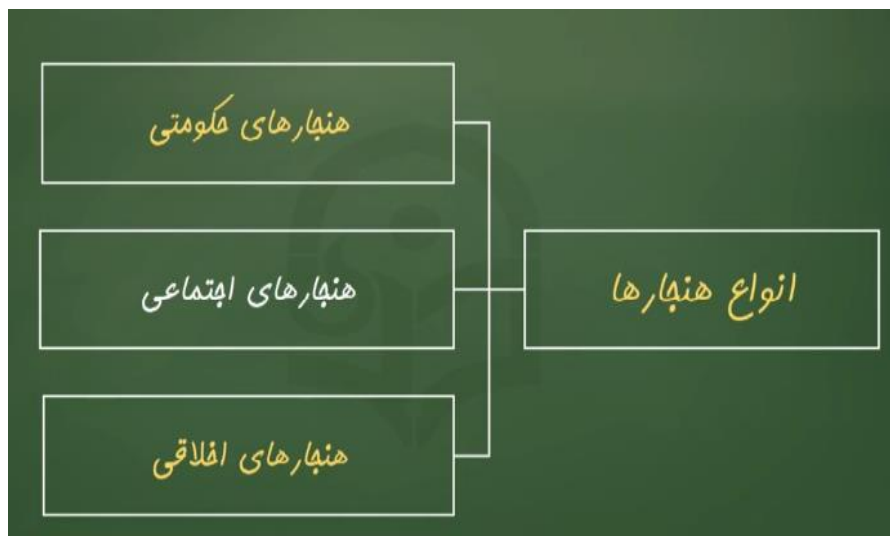 انواع هنجارها
هنجارهای حکومتی
هنجارهای اجتماعی
هنجارهای اخلاقی